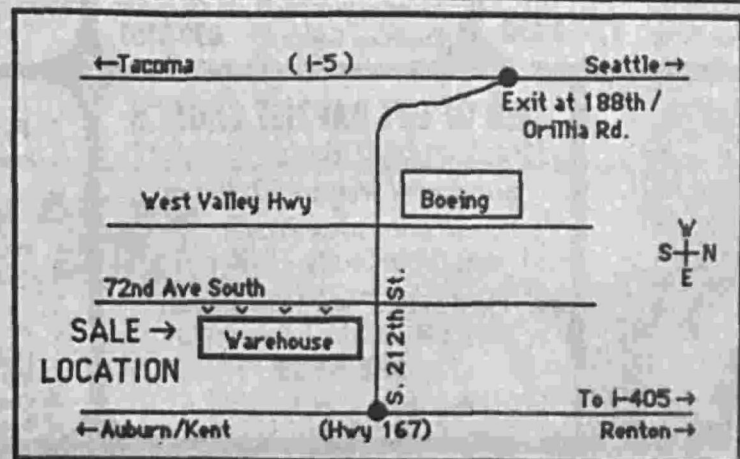 ←Tacoma (I-5) Seattle→
Exit at 188th /
Orillia Rd.
West Valley Hwy Boeing
W
S N
E
72nd Ave South
S. 212th St.
SALE → Warehouse
LOCATION
To I-405→
←Auburn/Kent (Hwy 167) Renton→